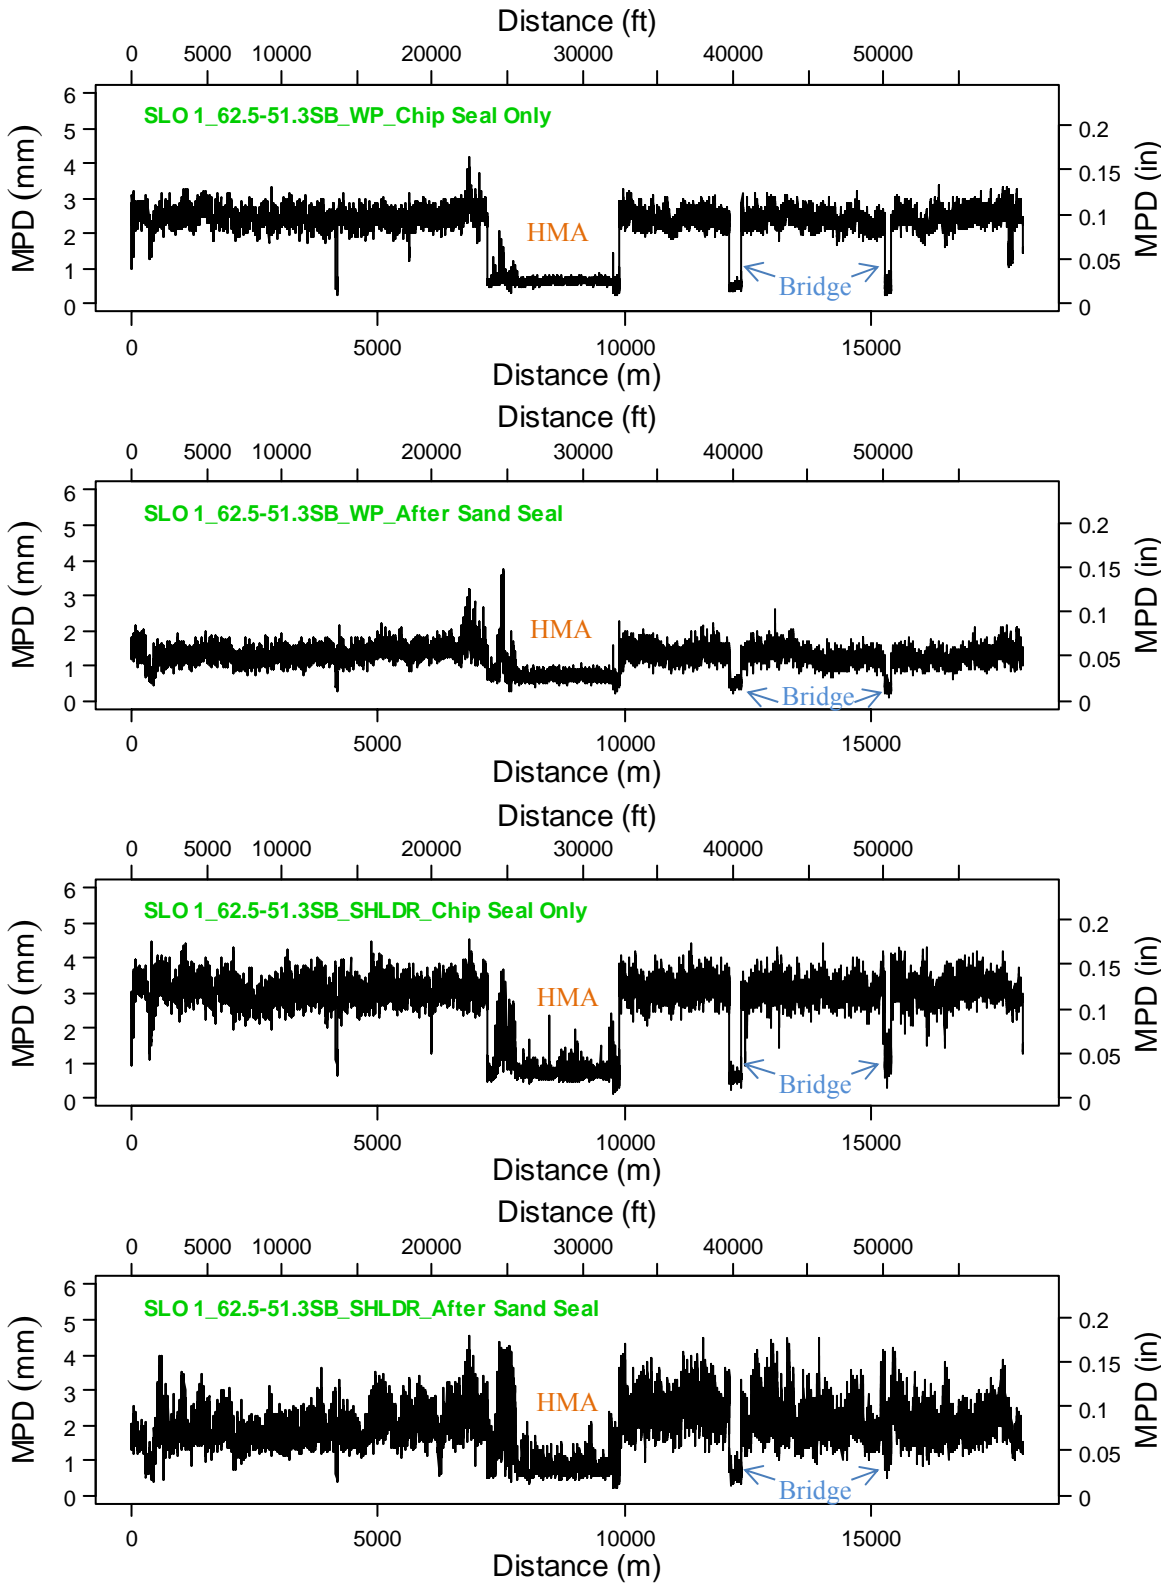 Distance (ft)
0 5000 10000 20000 30000 40000 50000
SLO 1_62.5-51.3SB_WP_Chip Seal Only
MPD (mm)
6
5
4
3
2
1
0
HMA
Bridge
0.2
0.15
0.1
0.05
0
MPD (in)
0 5000 10000 15000
Distance (m)
Distance (ft)
0 5000 10000 20000 30000 40000 50000
SLO 1_62.5-51.3SB_WP_After Sand Seal
MPD (mm)
6
5
4
3
2
1
0
HMA
Bridge
0.2
0.15
0.1
0.05
0
MPD (in)
0 5000 10000 15000
Distance (m)
Distance (ft)
0 5000 10000 20000 30000 40000 50000
SLO 1_62.5-51.3SB_SHLDR_Chip Seal Only
MPD (mm)
6
5
4
3
2
1
0
HMA
Bridge
0.2
0.15
0.1
0.05
0
MPD (in)
0 5000 10000 15000
Distance (m)
Distance (ft)
0 5000 10000 20000 30000 40000 50000
SLO 1_62.5-51.3SB_SHLDR_After Sand Seal
MPD (mm)
6
5
4
3
2
1
0
HMA
Bridge
0.2
0.15
0.1
0.05
0
MPD (in)
0 5000 10000 15000
Distance (m)